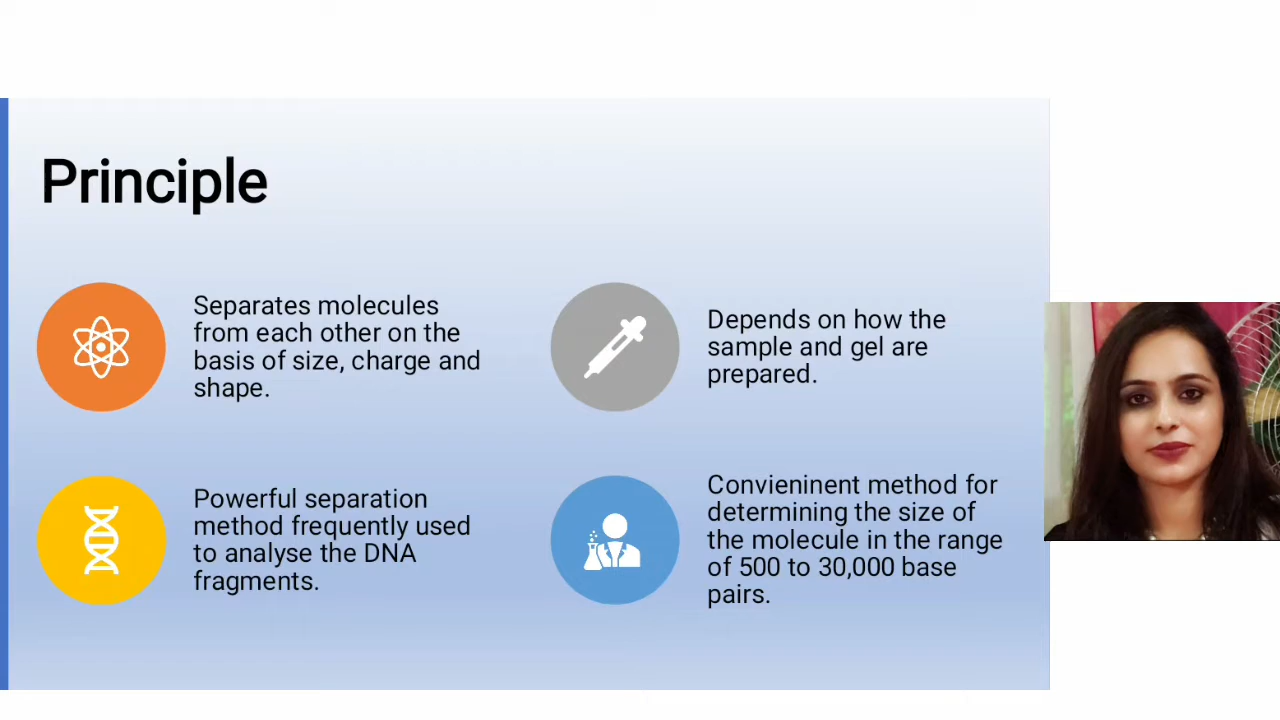 Principle
Separates molecules
from each other on the
basis of size, charge and
shape.
Depends on how the
sample and gel are
prepared.
Powerful separation
method frequently used
to analyse the DNA
fragments.
Convieninent method for
determining the size of
the molecule in the range
of 500 to 30,000 base
pairs.